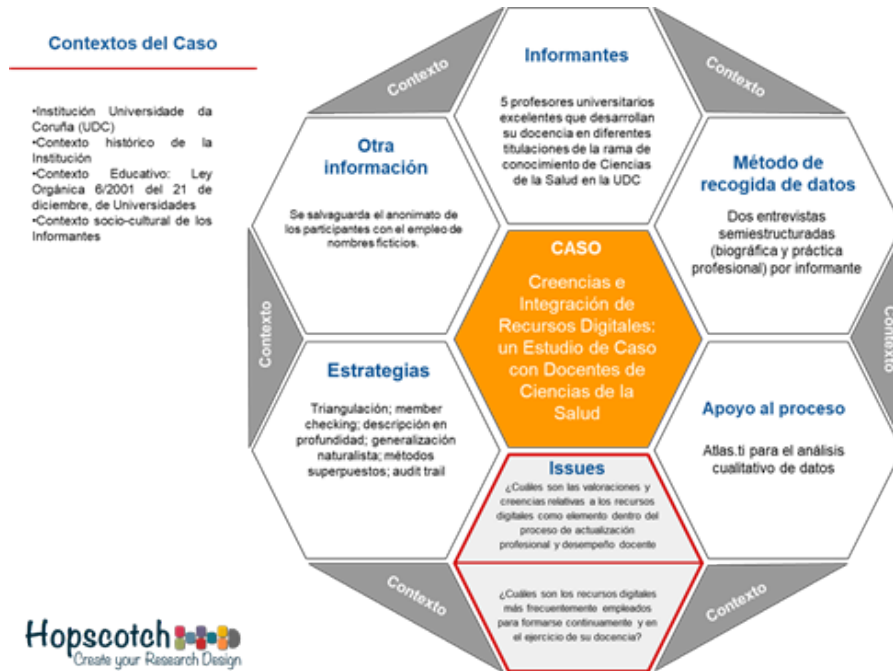 Contextos del Caso
•Institución Universidade da
Coruña (UDC)
•Contexto histórico de la
Institución
•Contexto Educativo: Ley
Orgánica 6/2001 del 21 de
diciembre, de Universidades
•Contexto socio-cultural de los
Informantes
Contexto
Informantes
5 profesores universitarios
excelentes que desarrollan
su docencia en diferentes
titulaciones de la rama de
conocimiento de Ciencias
de la Salud en la UDC
Contexto
Otra
información
Se salvaguarda el anonimato de
los participantes con el empleo de
nombres ficticios.
Método de
recogida de datos
Dos entrevistas
semiestructuradas
(biográfica y práctica
profesional) por informante
Contexto
CASO
Creencias e
Integración de
Recursos Digitales:
un Estudio de Caso
con Docentes de
Ciencias de la
Salud
Contexto
Estrategias
Triangulación; member
checking; descripción en
profundidad; generalización
naturalista; métodos
superpuestos; audit trail
Apoyo al proceso
Atlas.ti para el análisis
cualitativo de datos
Issues
¿Cuáles son las valoraciones y
creencias relativas a los recursos
digitales como elemento dentro del
proceso de actualización
profesional y desempeño docente
¿Cuáles son los recursos digitales
más frecuentemente empleados
para formarse continuamente y en
el ejercicio de su docencia?
Contexto
Contexto
Hopscotch
Create your Research Design